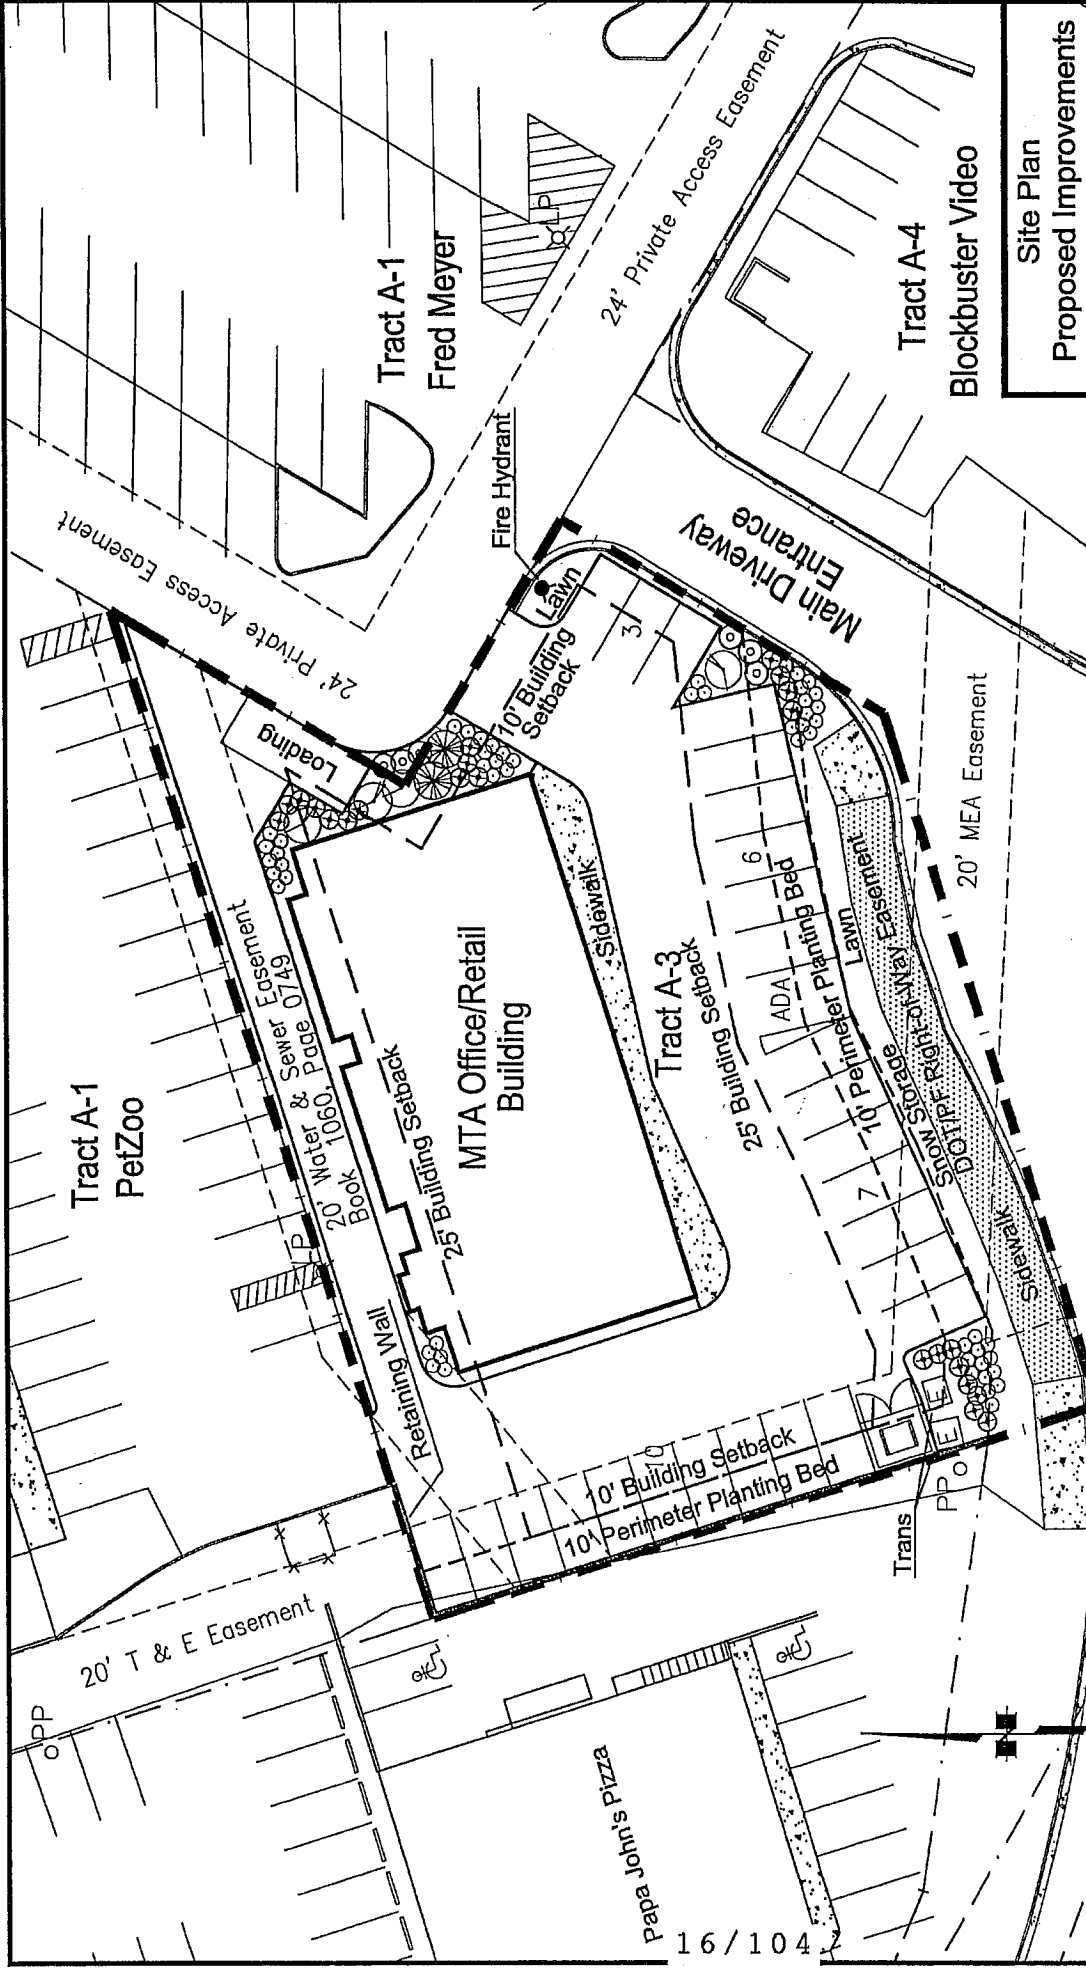 Site Plan
Proposed Improvements
Tract A-1
PetZoo
Tract A-1
Fred Meyer
Tract A-4
Blockbuster Video
24' Private Access Easement
24' Private Access Easement
LP
Fire Hydrant
Lawn
Main Driveway
Entrance
Loading
10' Building
Setback
3
20' Water & Sewer Easement
Book 1060, Page 0749
LP
25' Building Setback
MTA Office/Retail
Building
Sidewalk
Tract A-3
25' Building Setback
6
ADA
10' Perimeter Planting Bed
7
Lawn
Snow Storage
DOT/PF Right-of-Way Easement
Sidewalk
20' MEA Easement
Retaining Wall
10
10' Building Setback
10' Perimeter Planting Bed
E
E
Trans
PP
20' T & E Easement
PP
Papa John's Pizza
N
16/104